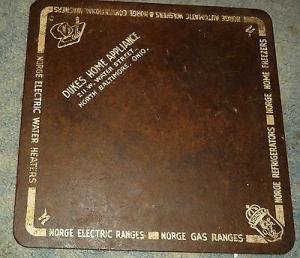 NORGE AUTOMATIC WASHERS & NORGE CONVENTIONAL WASHERS
DUKES HOME APPLIANCE
211 W. WATER STREET
NORTH BALTIMORE, OHIO.
NORGE HOME FREEZERS
NORGE REFRIGERATORS
NORGE GAS RANGES
NORGE ELECTRIC RANGES
NORGE ELECTRIC WATER HEATERS